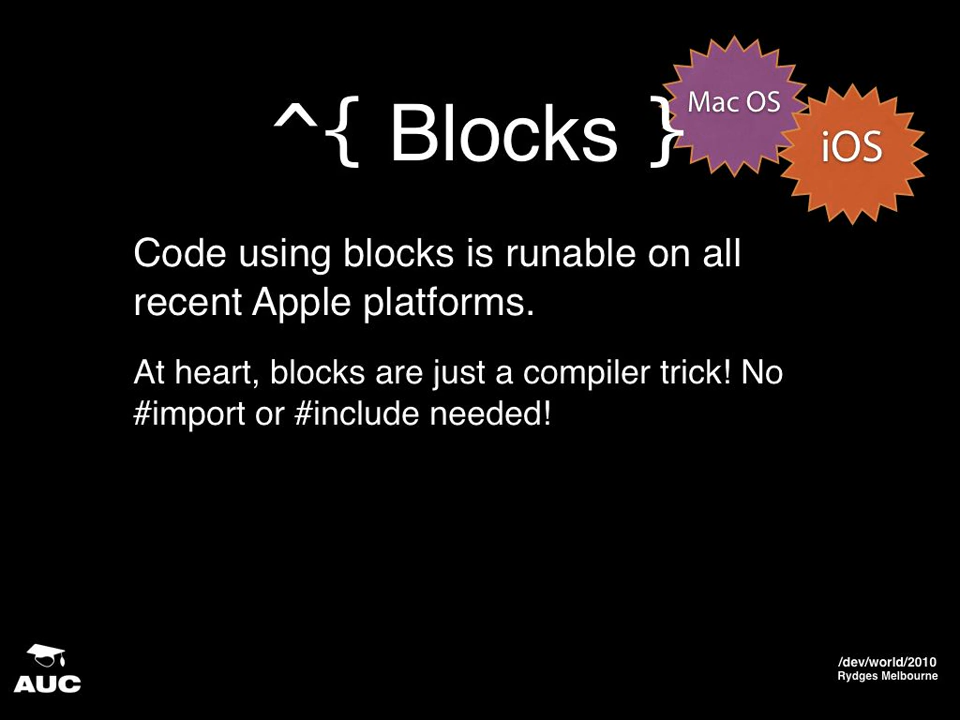 ^{ Blocks }
Mac OS
iOS
Code using blocks is runable on all
recent Apple platforms.
At heart, blocks are just a compiler trick! No
#import or #include needed!
AUC
/dev/world/2010
Rydges Melbourne